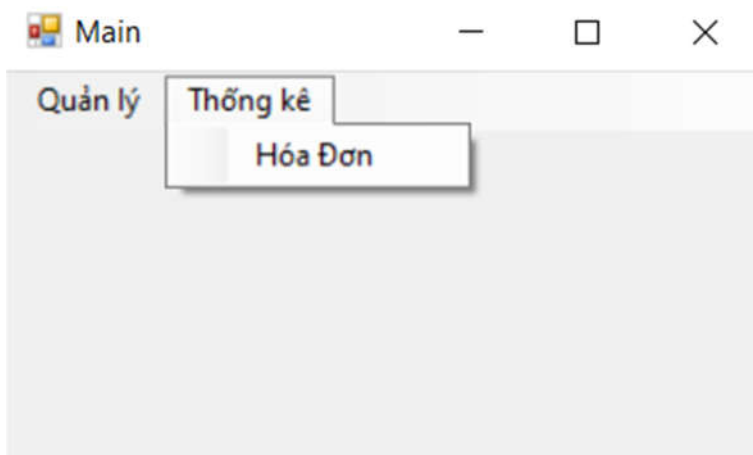 Main
Quản lý Thống kê
Hóa Đơn